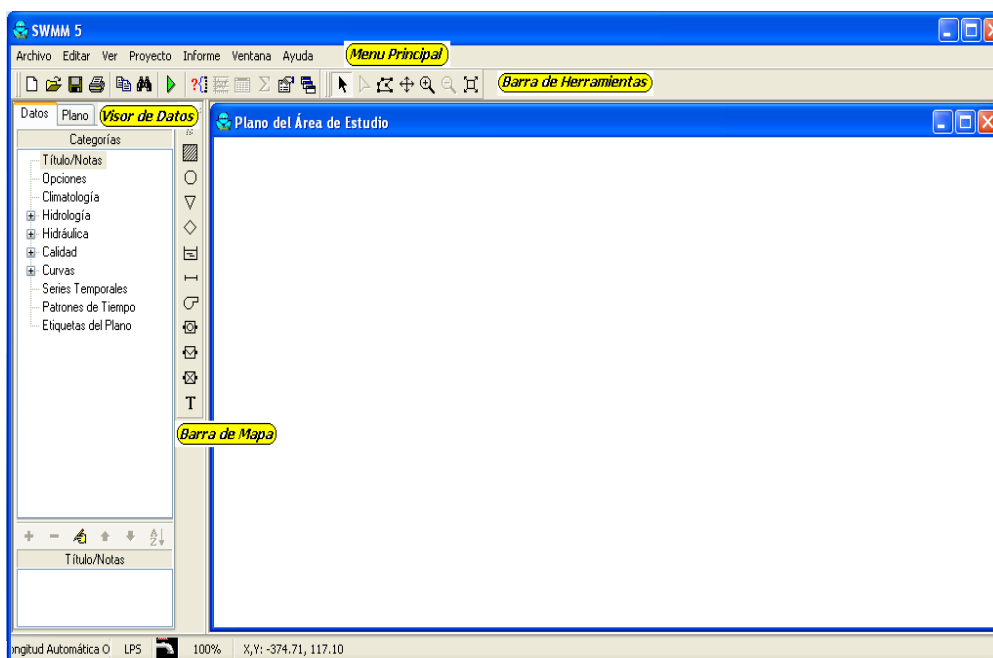 SWMM 5
Archivo Editar Ver Proyecto Informe Ventana Ayuda
Menu Principal
Barra de Herramientas
Datos Plano
Visor de Datos
Plano del Área de Estudio
Categorías
Título/Notas
Opciones
Climatología
Hidrología
Hidráulica
Calidad
Curvas
Series Temporales
Patrones de Tiempo
Etiquetas del Plano
T
Barra de Mapa
Título/Notas
ongitud Automática O LPS 100% X,Y: -374.71, 117.10